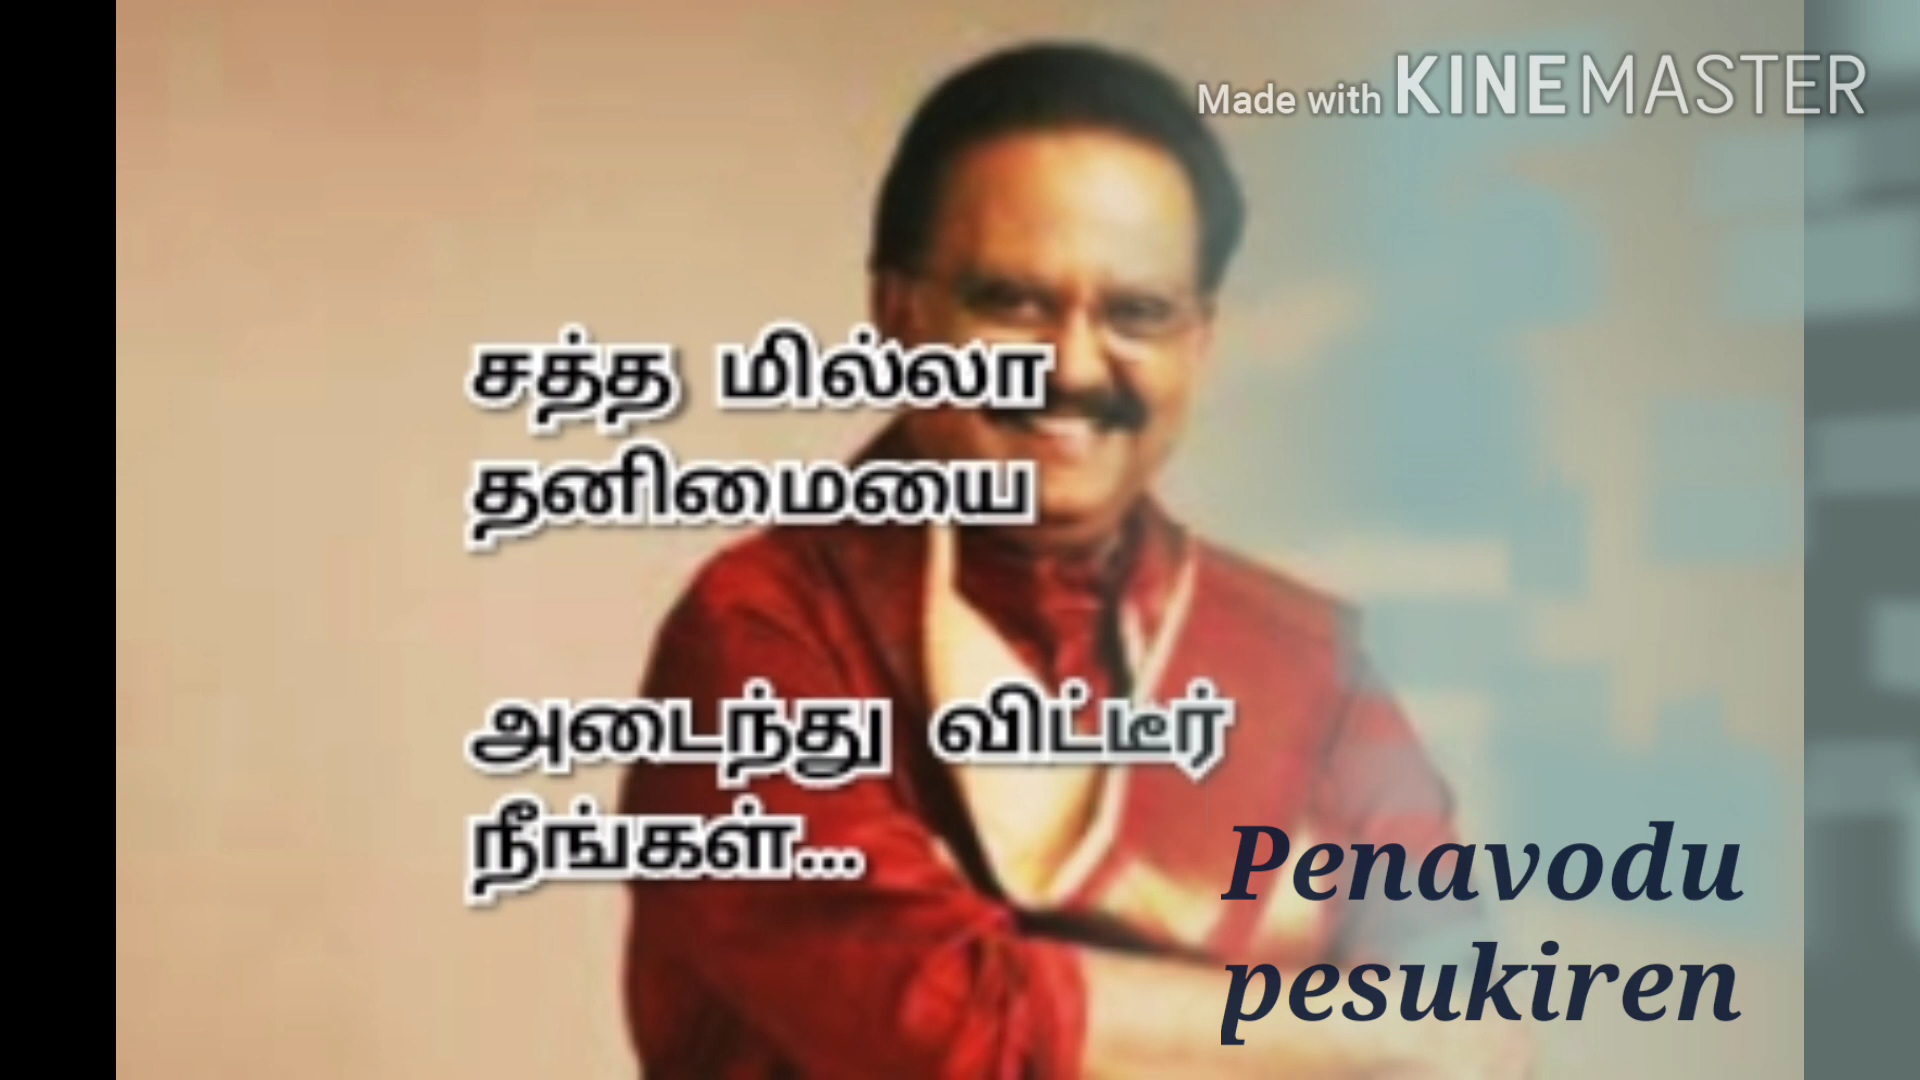 Made with KINEMASTER
சத்த மில்லா
தனிமையை
அடைந்து விட்டீர்
நீங்கள்...
Penavodu
pesukiren